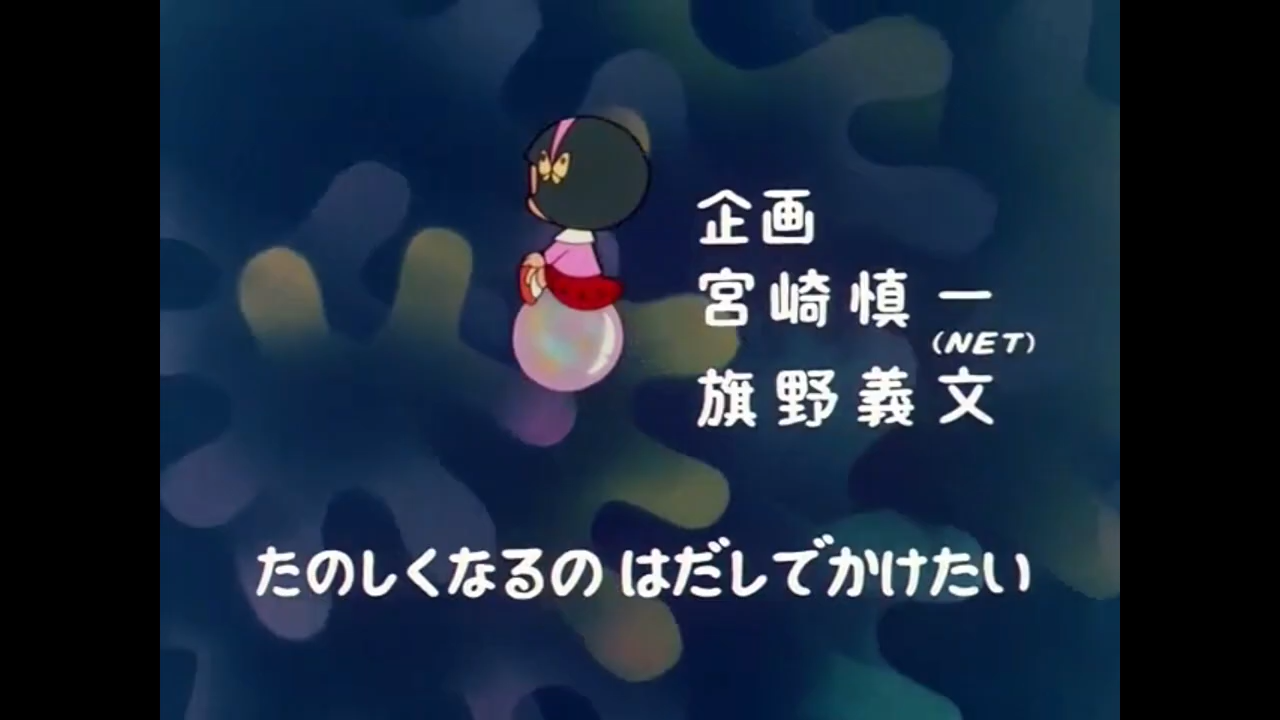 企画
宮崎慎一
(NET)
旗野義文
たのしくなるの はだしでかけたい